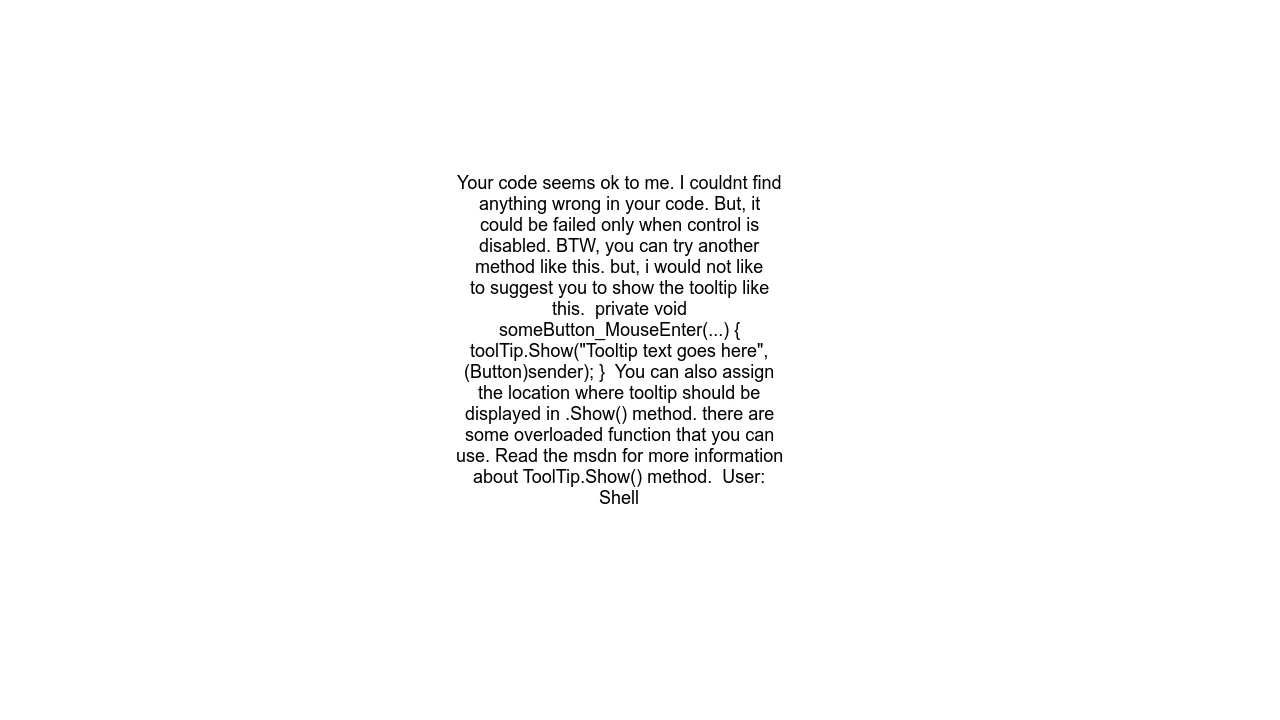 Your code seems ok to me. I couldnt find
anything wrong in your code. But, it
could be failed only when control is
disabled. BTW, you can try another
method like this. but, i would not like
to suggest you to show the tooltip like
this.  private void
someButton_MouseEnter(...) {
toolTip.Show("Tooltip text goes here",
(Button)sender); }  You can also assign
the location where tooltip should be
displayed in .Show() method. there are
some overloaded function that you can
use. Read the msdn for more information
about ToolTip.Show() method.  User:
Shell